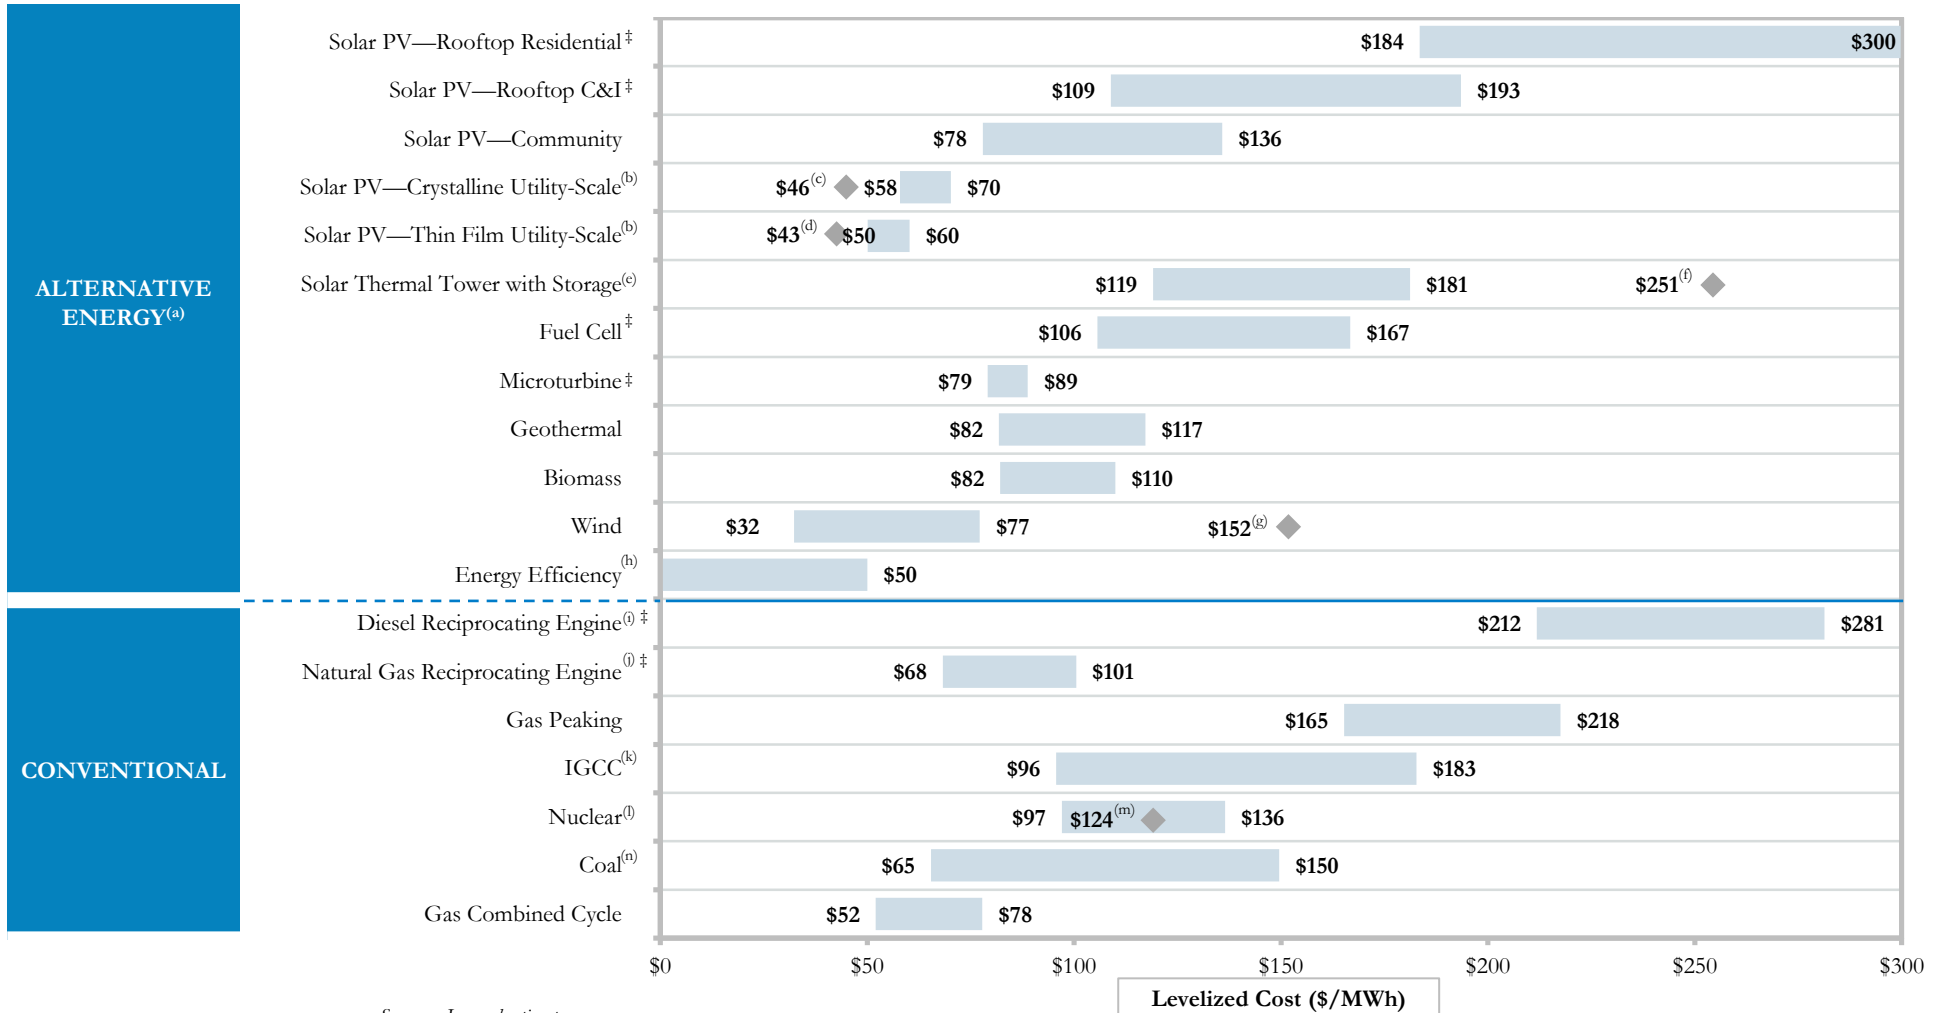 Solar PV—Rooftop Residential‡ $184 $300
Solar PV—Rooftop C&I‡ $109 $193
Solar PV—Community $78 $136
Solar PV—Crystalline Utility-Scale(b) $46(c) $58 $70
Solar PV—Thin Film Utility-Scale(b) $43(d) $50 $60
ALTERNATIVE
ENERGY(a)
Solar Thermal Tower with Storage(e) $119 $181 $251(f)
Fuel Cell‡ $106 $167
Microturbine‡ $79 $89
Geothermal $82 $117
Biomass $82 $110
Wind $32 $77 $152(g)
Energy Efficiency(h) $50
Diesel Reciprocating Engine(i) ‡ $212 $281
Natural Gas Reciprocating Engine(j) ‡ $68 $101
Gas Peaking $165 $218
CONVENTIONAL
IGCC(k) $96 $183
Nuclear(l) $97 $124(m) $136
Coal(n) $65 $150
Gas Combined Cycle $52 $78
$0 $50 $100 $150 $200 $250 $300
Levelized Cost ($/MWh)